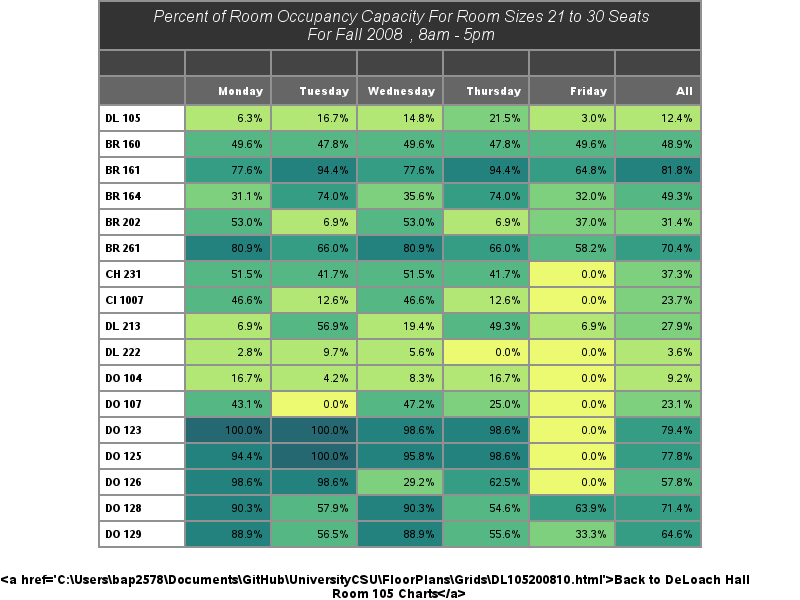 Percent of Room Occupancy Capacity For Room Sizes 21 to 30 Seats
For Fall 2008 , 8am - 5pm
Monday Tuesday Wednesday Thursday Friday All
DL 105 6.3% 16.7% 14.8% 21.5% 3.0% 12.4%
BR 160 49.6% 47.8% 49.6% 47.8% 49.6% 48.9%
BR 161 77.6% 94.4% 77.6% 94.4% 64.8% 81.8%
BR 164 31.1% 74.0% 35.6% 74.0% 32.0% 49.3%
BR 202 53.0% 6.9% 53.0% 6.9% 37.0% 31.4%
BR 261 80.9% 66.0% 80.9% 66.0% 58.2% 70.4%
CH 231 51.5% 41.7% 51.5% 41.7% 0.0% 37.3%
CI 1007 46.6% 12.6% 46.6% 12.6% 0.0% 23.7%
DL 213 6.9% 56.9% 19.4% 49.3% 6.9% 27.9%
DL 222 2.8% 9.7% 5.6% 0.0% 0.0% 3.6%
DO 104 16.7% 4.2% 8.3% 16.7% 0.0% 9.2%
DO 107 43.1% 0.0% 47.2% 25.0% 0.0% 23.1%
DO 123 100.0% 100.0% 98.6% 98.6% 0.0% 79.4%
DO 125 94.4% 100.0% 95.8% 98.6% 0.0% 77.8%
DO 126 98.6% 98.6% 29.2% 62.5% 0.0% 57.8%
DO 128 90.3% 57.9% 90.3% 54.6% 63.9% 71.4%
DO 129 88.9% 56.5% 88.9% 55.6% 33.3% 64.6%
<a href='C:\Users\bap2578\Documents\GitHub\UniversityCSU\FloorPlans\Grids\DL105200810.html'>Back to DeLoach Hall
Room 105 Charts</a>